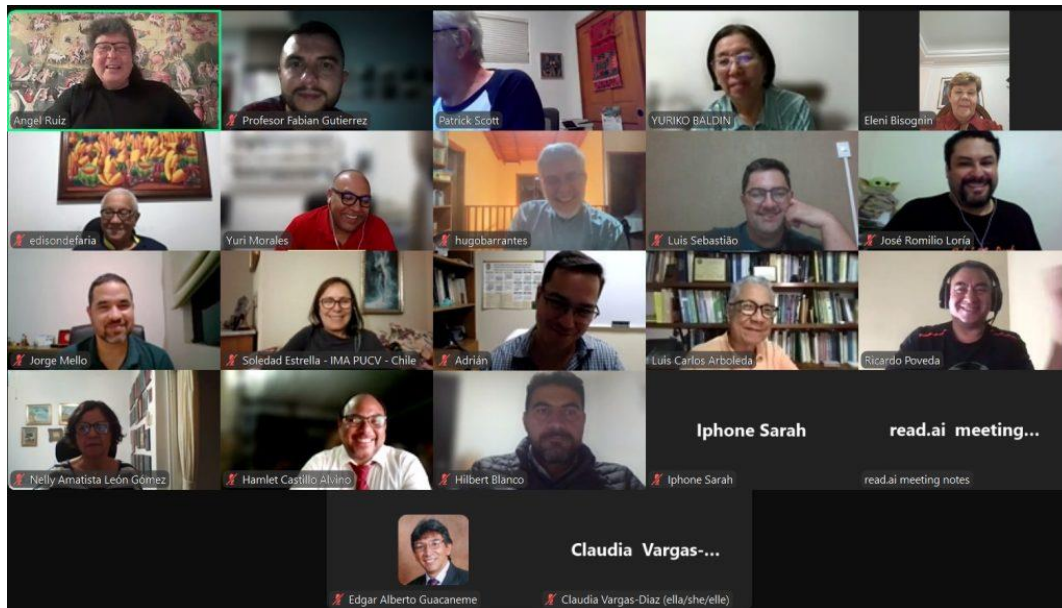 Angel Ruiz
Profesor Fabian Gutierrez
Patrick Scott
YURIKO BALDIN
Eleni Bisognin
edisondefaria
Yuri Morales
hugobarrantes
Luis Sebastião
José Romilio Loría
Jorge Mello
Soledad Estrella - IMA PUCV - Chile
Adrián
Luis Carlos Arboleda
Ricardo Poveda
Nelly Amatista León Gómez
Hamlet Castillo Alvino
Hilbert Blanco
Iphone Sarah
Iphone Sarah
read.ai meeting...
read.ai meeting notes
Edgar Alberto Guacaneme
Claudia Vargas-...
Claudia Vargas-Diaz (ella/she/elle)